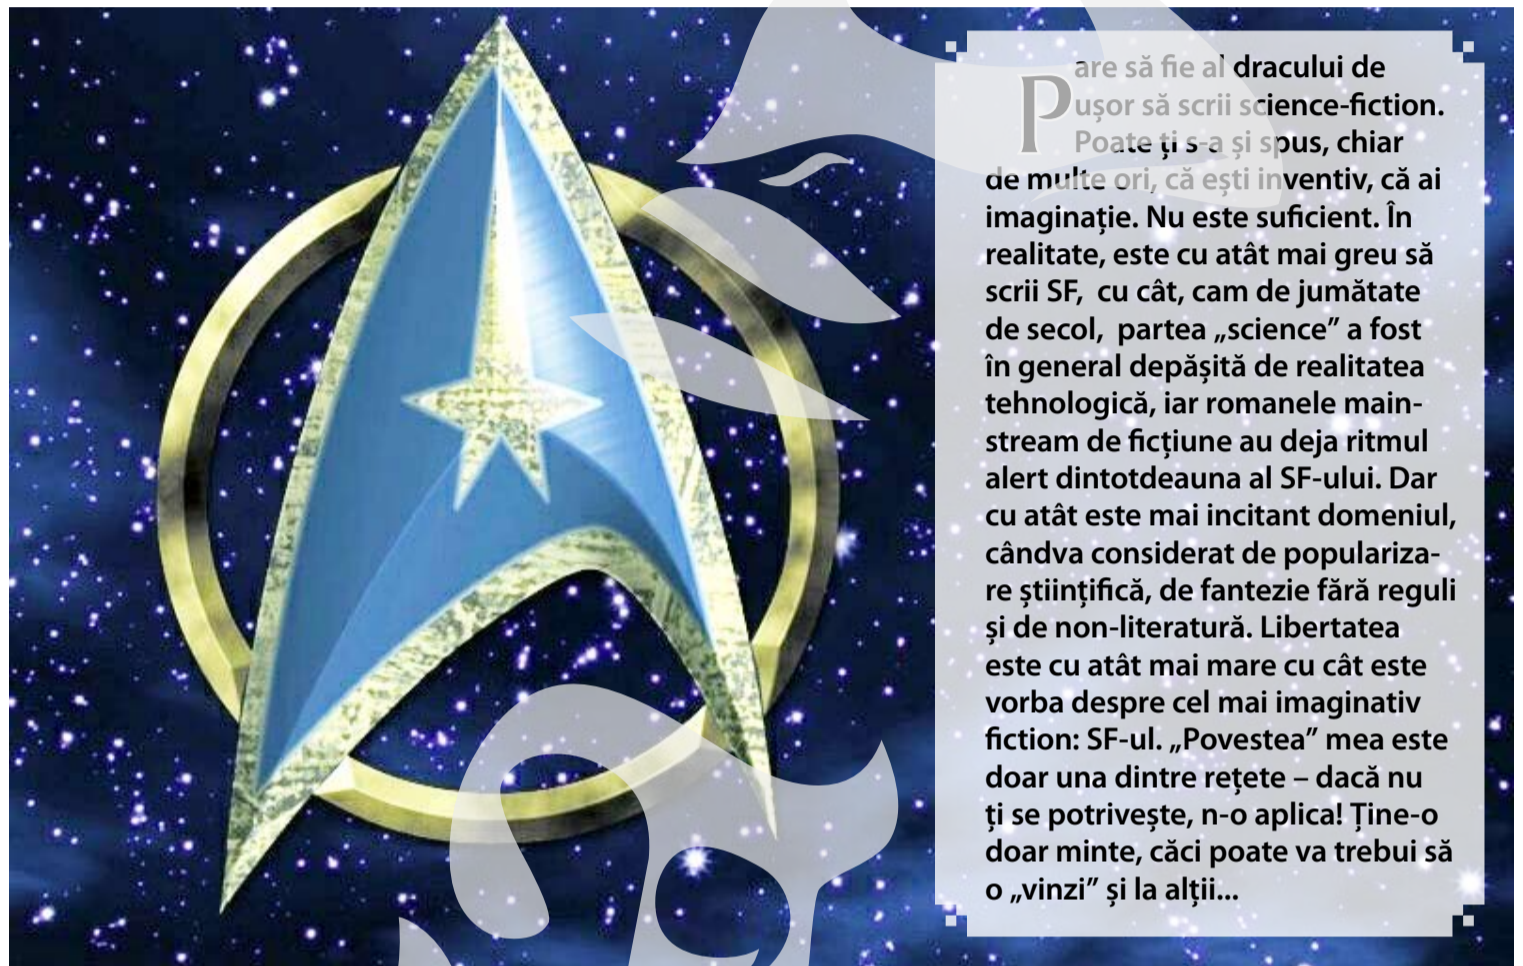 Pare să fie al dracului de
ușor să scrii science-fiction.
Poate ți s-a și spus, chiar
de multe ori, că ești inventiv, că ai
imaginație. Nu este suficient. În
realitate, este cu atât mai greu să
scrii SF, cu cât, cam de jumătate
de secol, partea „science” a fost
în general depășită de realitatea
tehnologică, iar romanele main-
stream de ficțiune au deja ritmul
alert dintotdeauna al SF-ului. Dar
cu atât este mai incitant domeniul,
cândva considerat de populariza-
re științifică, de fantezie fără reguli
și de non-literatură. Libertatea
este cu atât mai mare cu cât este
vorba despre cel mai imaginativ
fiction: SF-ul. „Povestea” mea este
doar una dintre rețete – dacă nu
ți se potrivește, n-o aplica! Ține-o
doar minte, căci poate va trebui să
o „vinzi” și la alții...